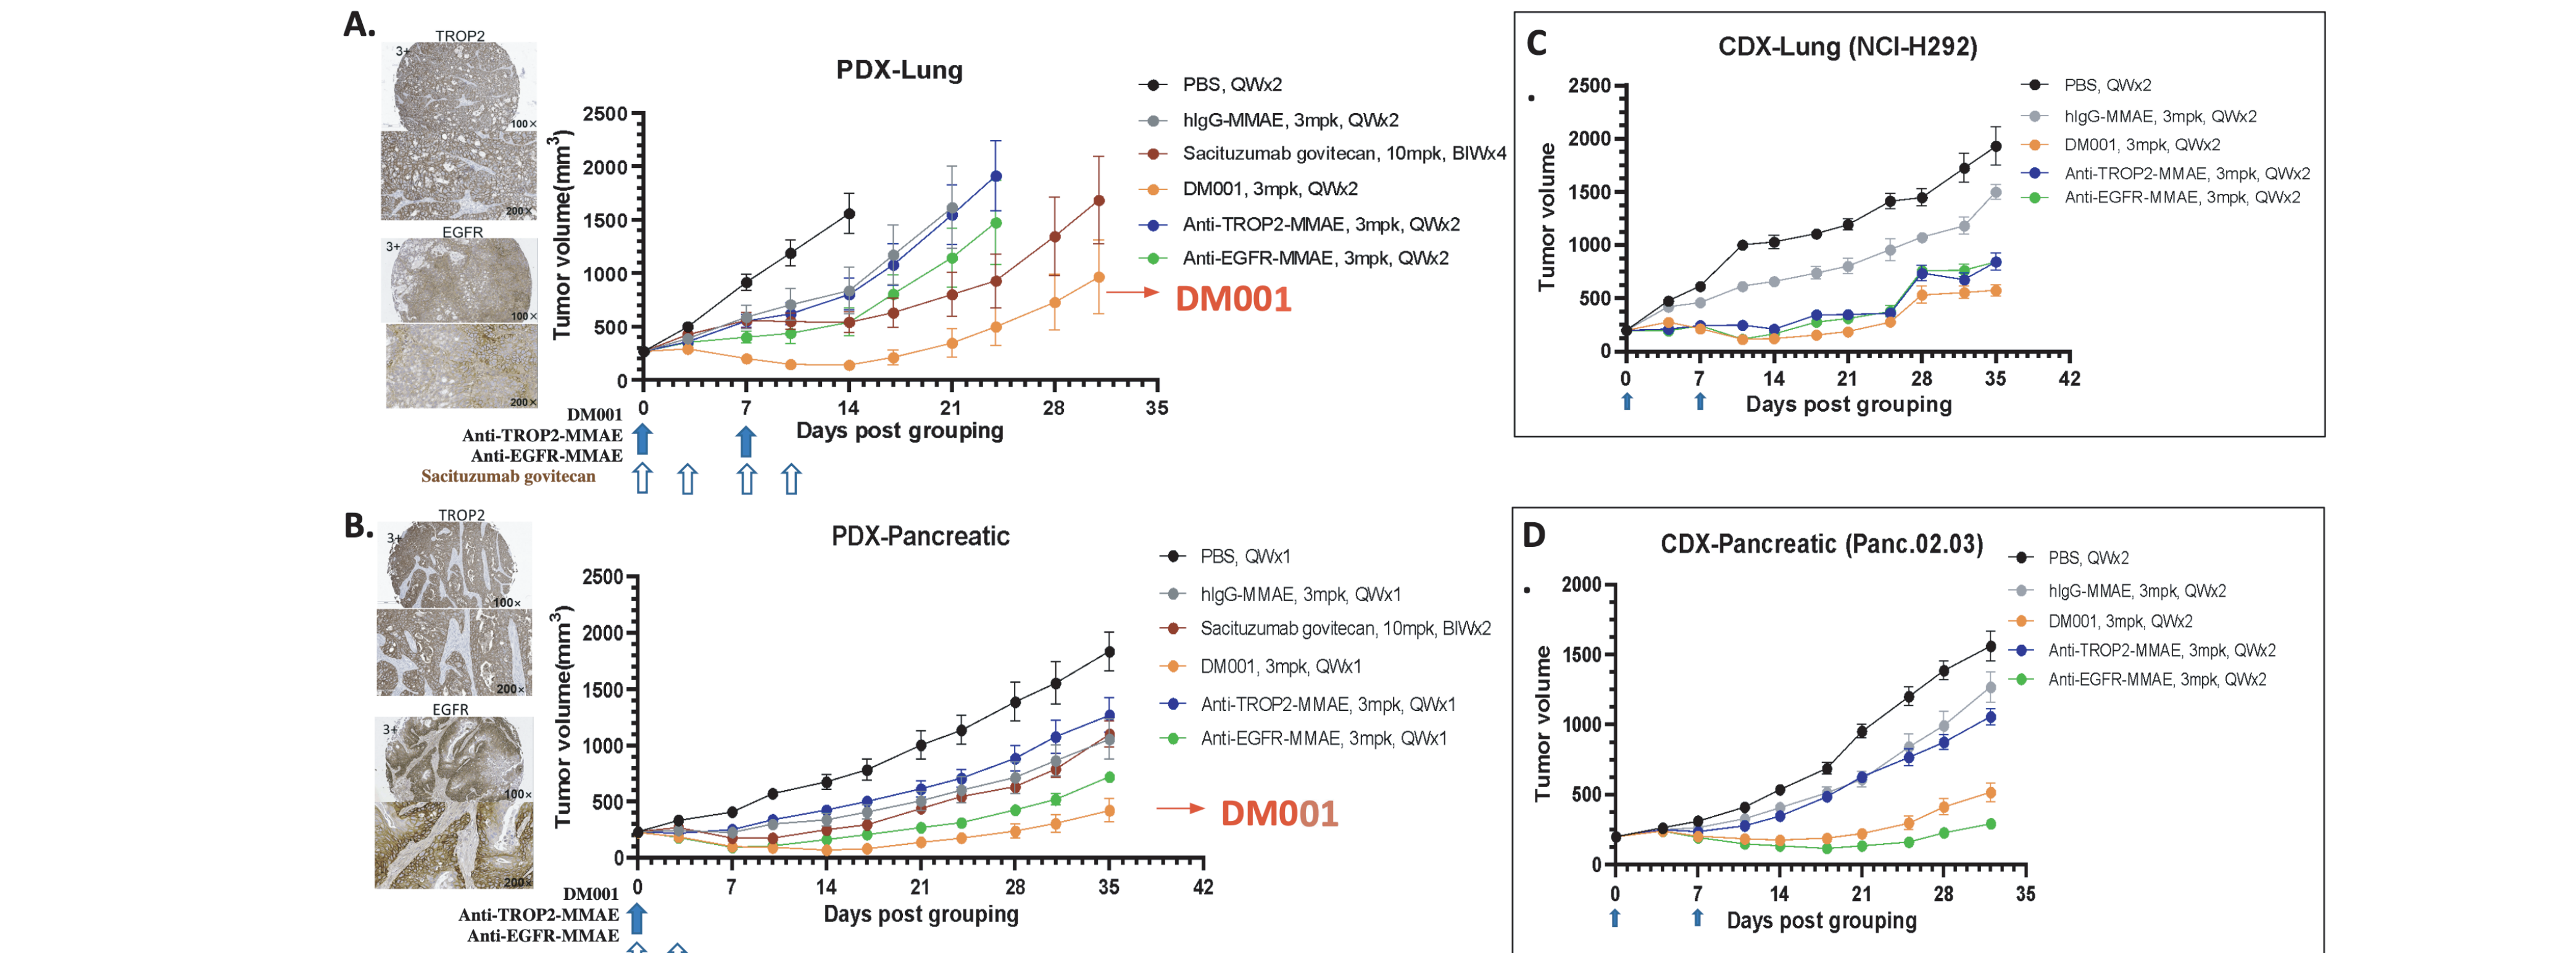 A.
TROP2
3+
100×
200×
EGFR
3+
100×
200×
PDX-Lung
Tumor volume(mm3)
2500
2000
1500
1000
500
0
0 7 14 21 28 35
Days post grouping
PBS, QWx2
hIgG-MMAE, 3mpk, QWx2
Sacituzumab govitecan, 10mpk, BIWx4
DM001, 3mpk, QWx2
Anti-TROP2-MMAE, 3mpk, QWx2
Anti-EGFR-MMAE, 3mpk, QWx2
DM001
DM001
Anti-TROP2-MMAE
Anti-EGFR-MMAE
Sacituzumab govitecan
C
CDX-Lung (NCI-H292)
Tumor volume
2500
2000
1500
1000
500
0
0 7 14 21 28 35 42
Days post grouping
PBS, QWx2
hIgG-MMAE, 3mpk, QWx2
DM001, 3mpk, QWx2
Anti-TROP2-MMAE, 3mpk, QWx2
Anti-EGFR-MMAE, 3mpk, QWx2
B.
TROP2
3+
100×
200×
EGFR
3+
100×
200×
PDX-Pancreatic
Tumor volume(mm3)
2500
2000
1500
1000
500
0
0 7 14 21 28 35 42
Days post grouping
PBS, QWx1
hIgG-MMAE, 3mpk, QWx1
Sacituzumab govitecan, 10mpk, BIWx2
DM001, 3mpk, QWx1
Anti-TROP2-MMAE, 3mpk, QWx1
Anti-EGFR-MMAE, 3mpk, QWx1
DM001
DM001
Anti-TROP2-MMAE
Anti-EGFR-MMAE
D
CDX-Pancreatic (Panc.02.03)
Tumor volume
2000
1500
1000
500
0
0 7 14 21 28 35
Days post grouping
PBS, QWx2
hIgG-MMAE, 3mpk, QWx2
DM001, 3mpk, QWx2
Anti-TROP2-MMAE, 3mpk, QWx2
Anti-EGFR-MMAE, 3mpk, QWx2